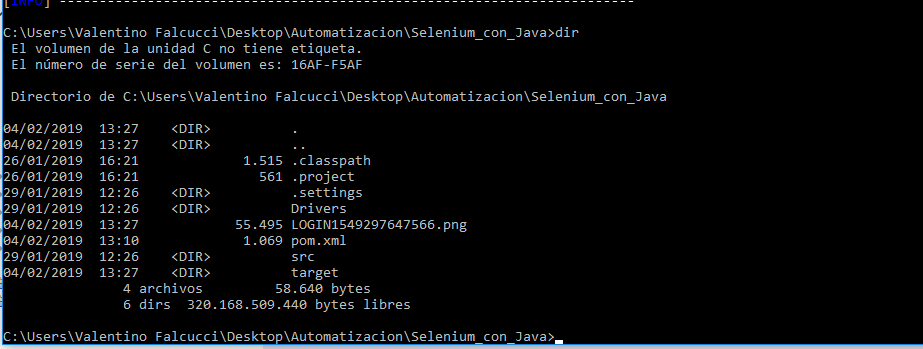 [INFO] ------------------------------------------------------------------------
C:\Users\Valentino Falcucci\Desktop\Automatizacion\Selenium_con_Java>dir
El volumen de la unidad C no tiene etiqueta.
El número de serie del volumen es: 16AF-F5AF
Directorio de C:\Users\Valentino Falcucci\Desktop\Automatizacion\Selenium_con_Java
04/02/2019 13:27 <DIR> .
04/02/2019 13:27 <DIR> ..
26/01/2019 16:21 1.515 .classpath
26/01/2019 16:21 561 .project
29/01/2019 12:26 <DIR> .settings
29/01/2019 12:26 <DIR> Drivers
04/02/2019 13:27 55.495 LOGIN1549297647566.png
04/02/2019 13:10 1.069 pom.xml
29/01/2019 12:26 <DIR> src
04/02/2019 13:27 <DIR> target
4 archivos 58.640 bytes
6 dirs 320.168.509.440 bytes libres
C:\Users\Valentino Falcucci\Desktop\Automatizacion\Selenium_con_Java>